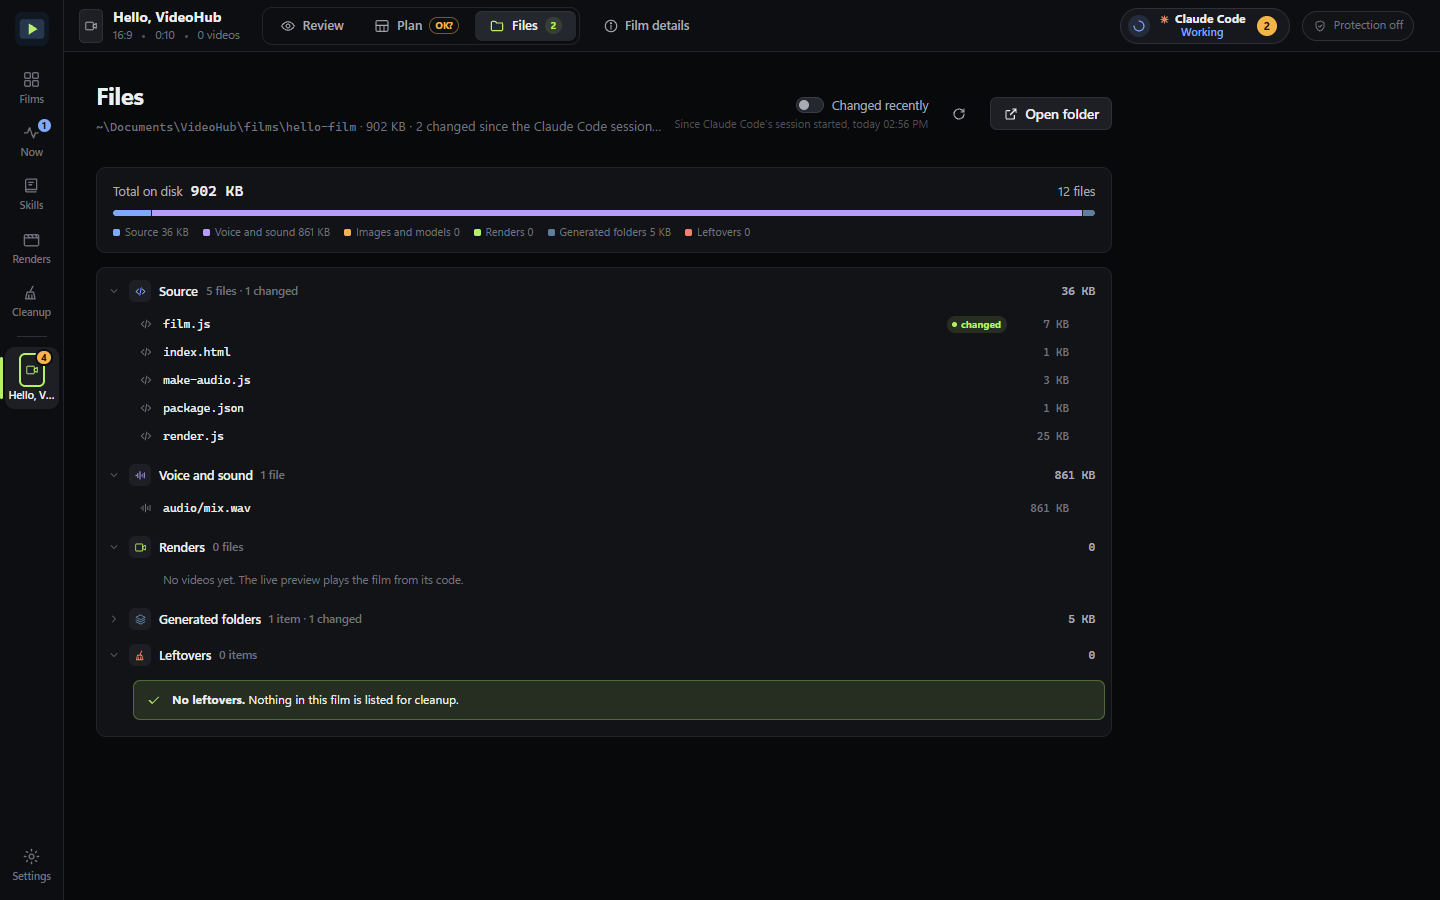 Hello, VideoHub
16:9 • 0:10 • 0 videos
Review
Plan OK?
Files 2
Film details
Claude Code
Working
2
Protection off
Films
1
Now
Skills
Renders
Cleanup
4
Hello, V...
Settings
Files
~\Documents\VideoHub\films\hello-film · 902 KB · 2 changed since the Claude Code session...
Changed recently
Since Claude Code's session started, today 02:56 PM
Open folder
Total on disk 902 KB
12 files
Source 36 KB Voice and sound 861 KB Images and models 0 Renders 0 Generated folders 5 KB Leftovers 0
Source 5 files · 1 changed 36 KB
film.js changed 7 KB
index.html 1 KB
make-audio.js 3 KB
package.json 1 KB
render.js 25 KB
Voice and sound 1 file 861 KB
audio/mix.wav 861 KB
Renders 0 files 0
No videos yet. The live preview plays the film from its code.
Generated folders 1 item · 1 changed 5 KB
Leftovers 0 items 0
No leftovers. Nothing in this film is listed for cleanup.